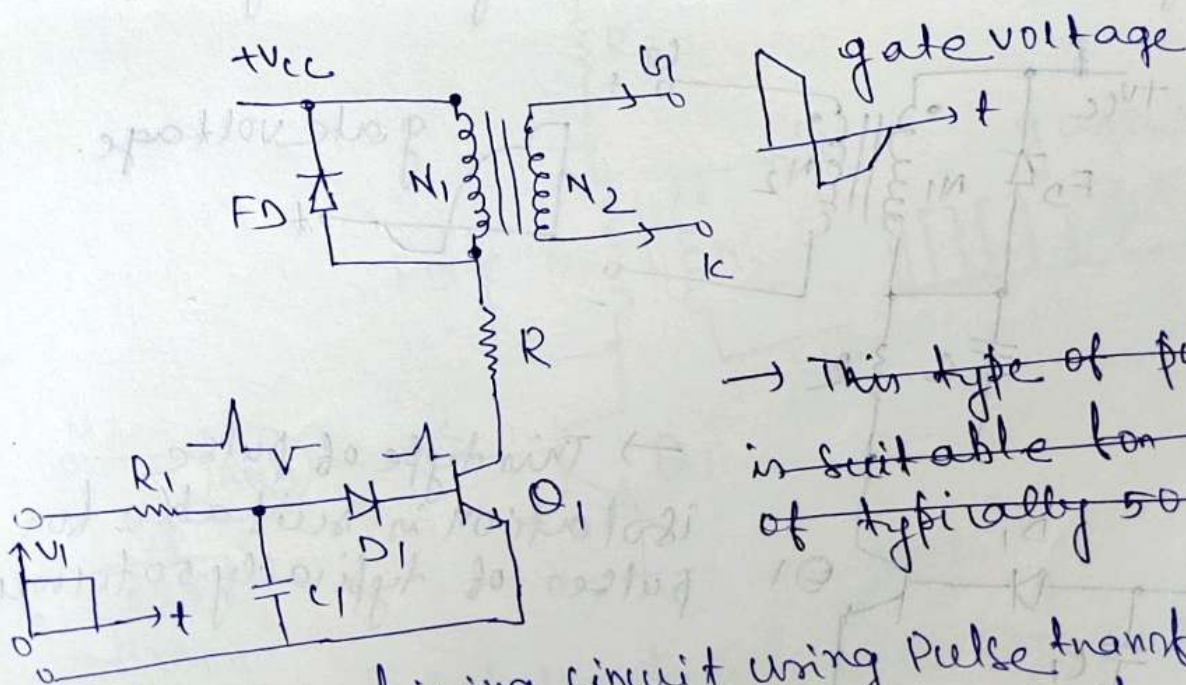 +Vcc
gate voltage
t
G
FD
N1
N2
K
R
→ This type of
is suitable for
of typically 50
R1
D1
Q1
V1
t
C1
circuit using Pulse